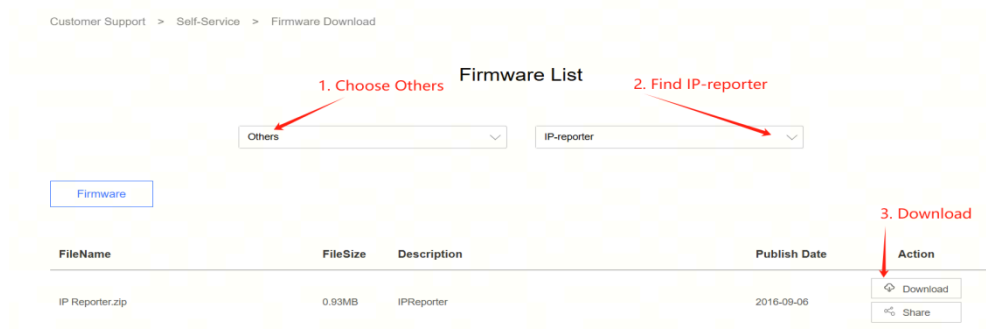 Customer Support > Self-Service > Firmware Download
Firmware List
1. Choose Others
2. Find IP-reporter
Others
IP-reporter
Firmware
3. Download
FileName FileSize Description Publish Date Action
IP Reporter.zip 0.93MB IPReporter 2016-09-06
Download
Share